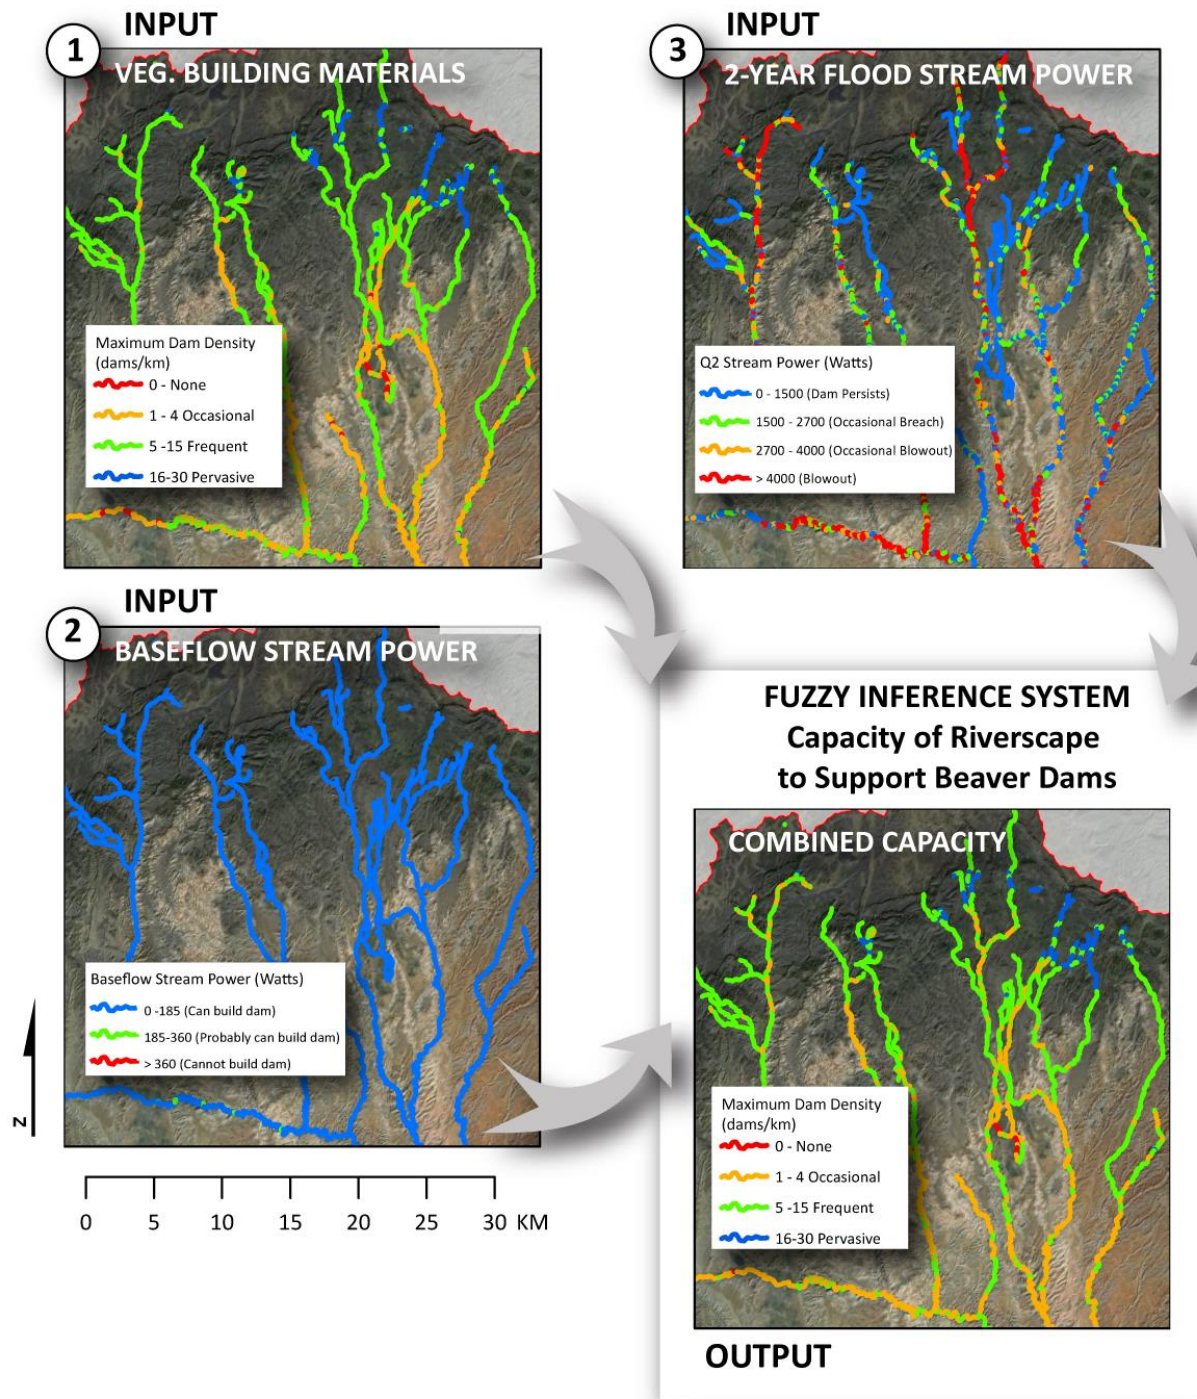 INPUT
1
VEG. BUILDING MATERIALS
Maximum Dam Density
(dams/km)
0 - None
1 - 4 Occasional
5 -15 Frequent
16-30 Pervasive
INPUT
3
2-YEAR FLOOD STREAM POWER
Q2 Stream Power (Watts)
0 - 1500 (Dam Persists)
1500 - 2700 (Occasional Breach)
2700 - 4000 (Occasional Blowout)
> 4000 (Blowout)
INPUT
2
BASEFLOW STREAM POWER
Baseflow Stream Power (Watts)
0 -185 (Can build dam)
185-360 (Probably can build dam)
> 360 (Cannot build dam)
N
0 5 10 15 20 25 30 KM
FUZZY INFERENCE SYSTEM
Capacity of Riverscape
to Support Beaver Dams
COMBINED CAPACITY
Maximum Dam Density
(dams/km)
0 - None
1 - 4 Occasional
5 -15 Frequent
16-30 Pervasive
OUTPUT